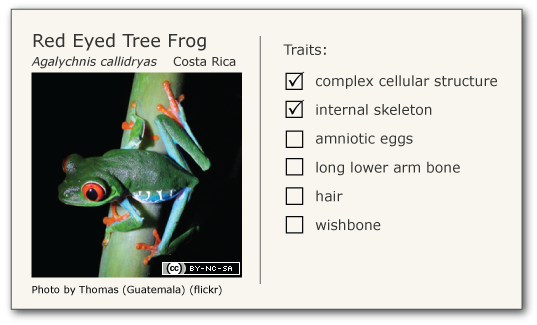 Red Eyed Tree Frog
Agalychnis callidryas Costa Rica
Traits:
complex cellular structure
internal skeleton
amniotic eggs
long lower arm bone
hair
wishbone
cc BY-NC-SA
Photo by Thomas (Guatemala) (flickr)